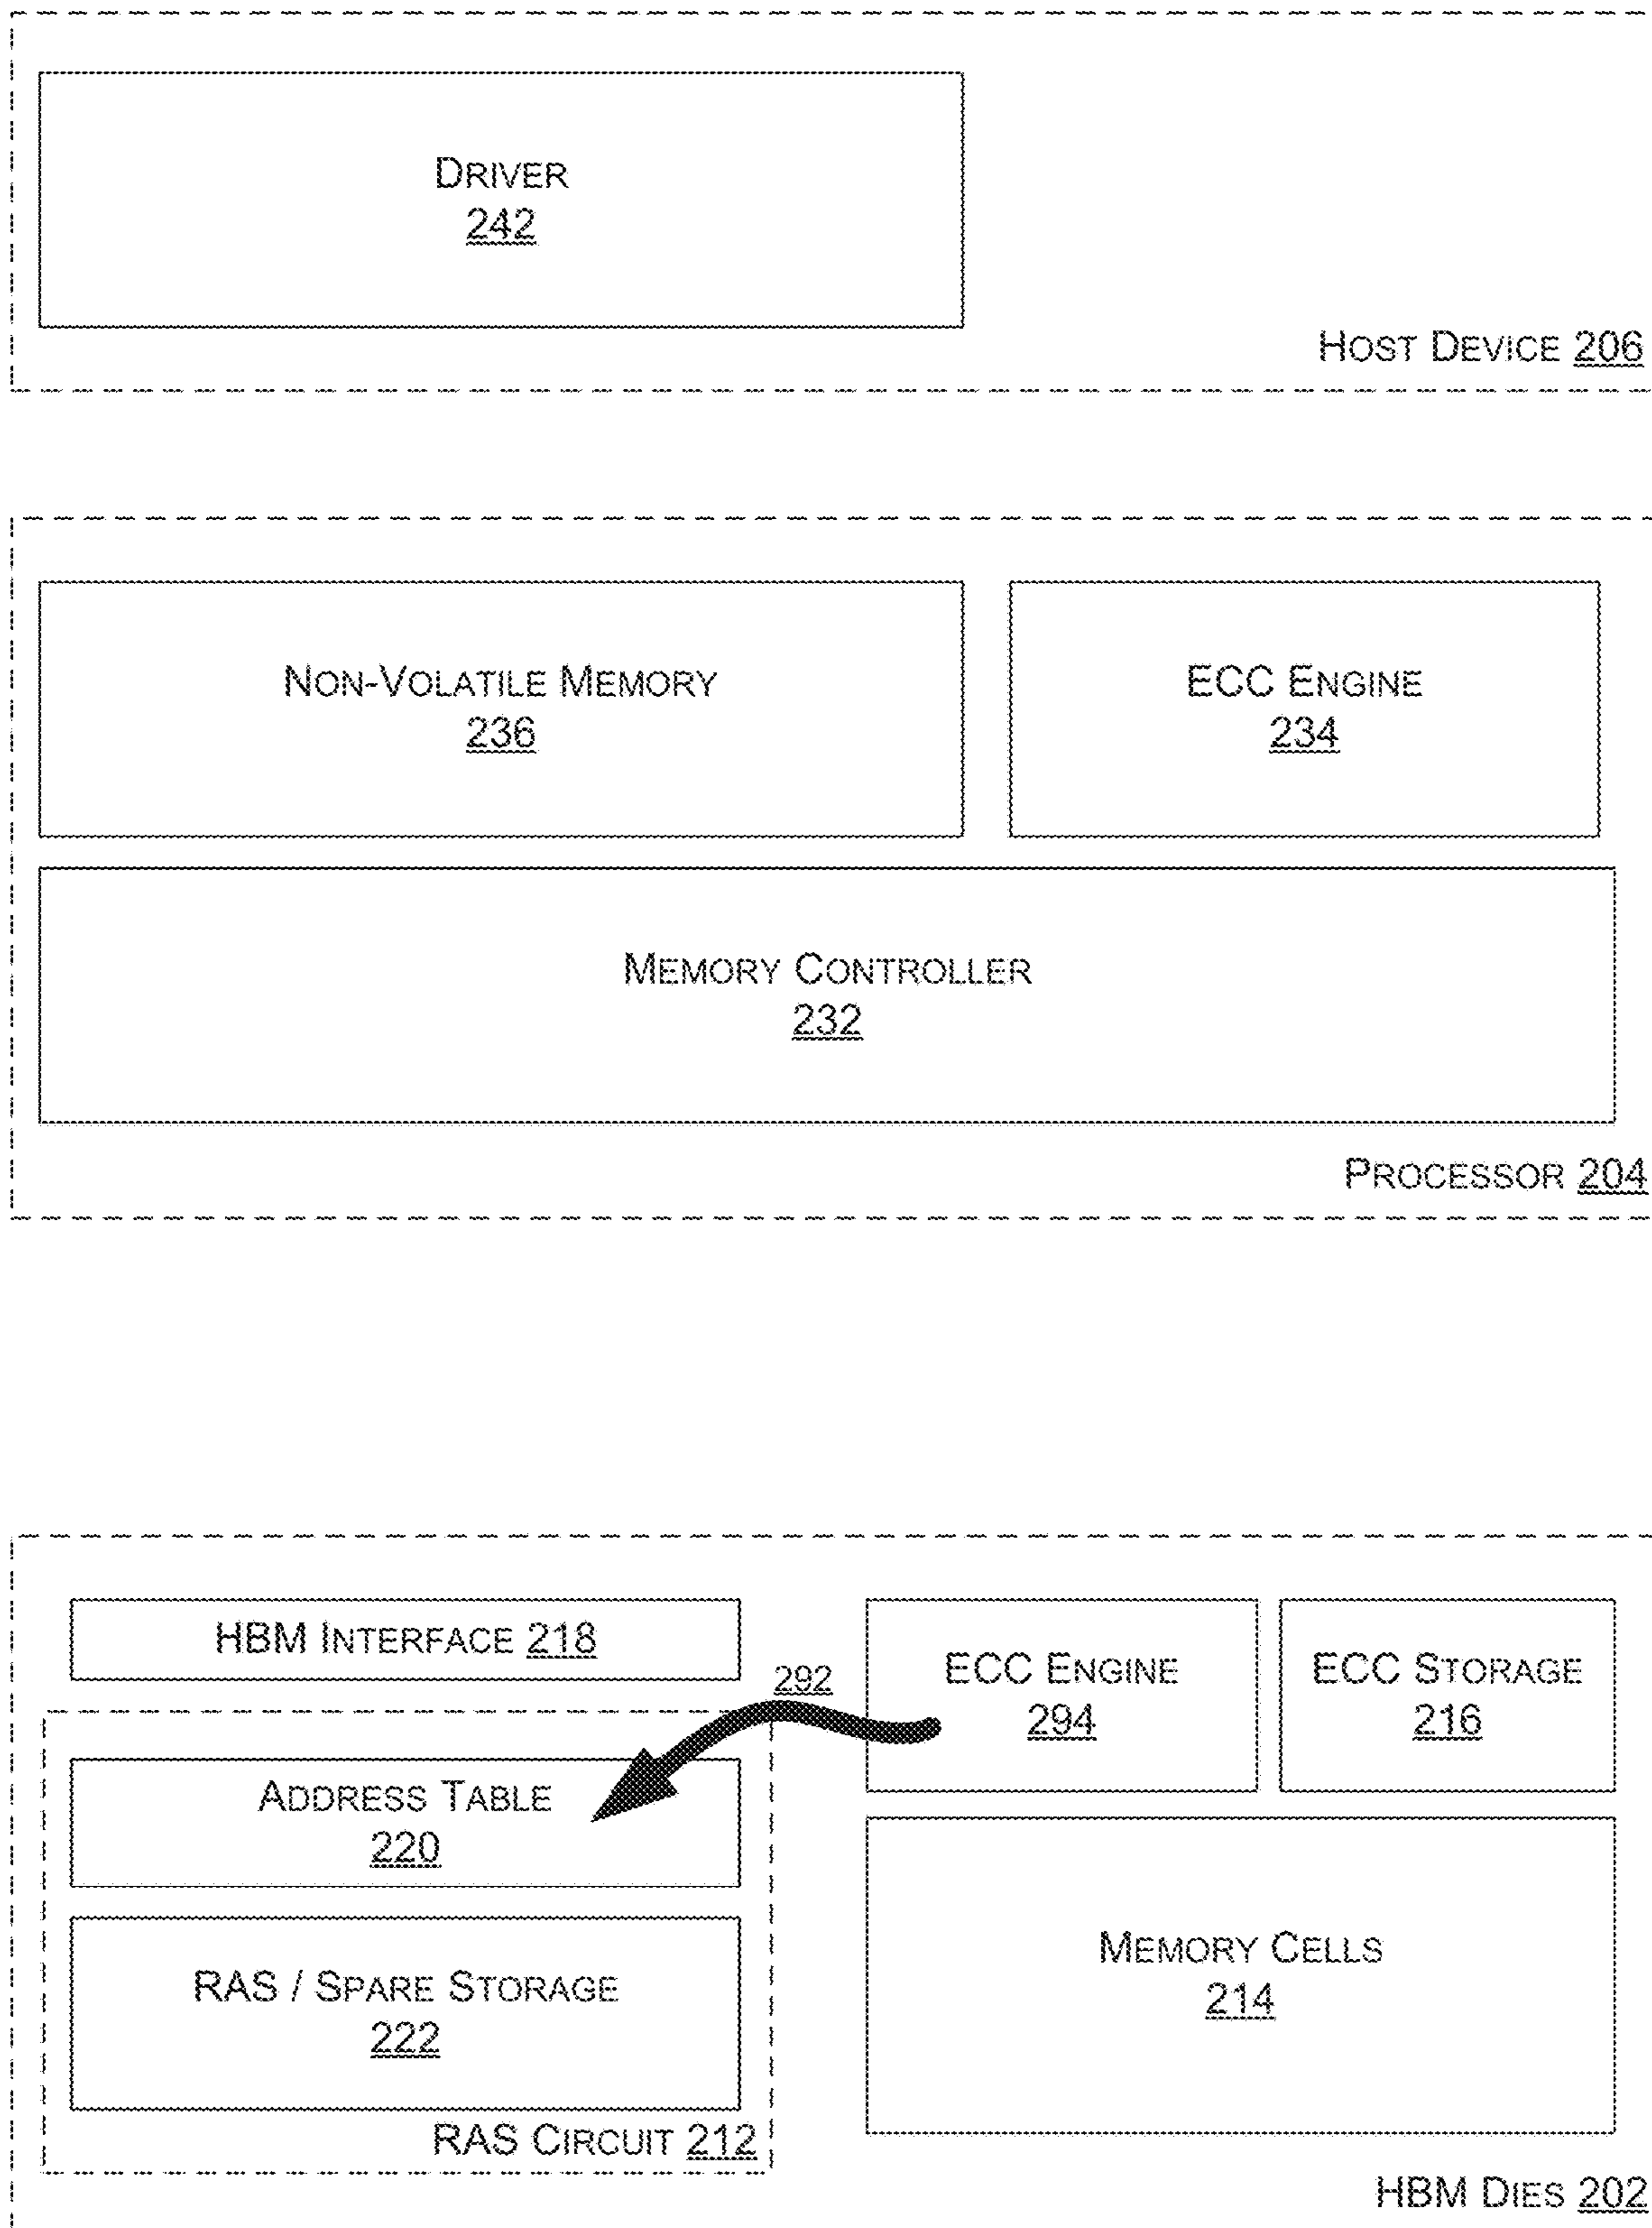 DRIVER
242
HOST DEVICE 206
NON-VOLATILE MEMORY
236
ECC ENGINE
234
MEMORY CONTROLLER
232
PROCESSOR 204
HBM INTERFACE 218
292
ECC ENGINE
294
ECC STORAGE
216
ADDRESS TABLE
220
RAS / SPARE STORAGE
222
RAS CIRCUIT 212
MEMORY CELLS
214
HBM DIES 202